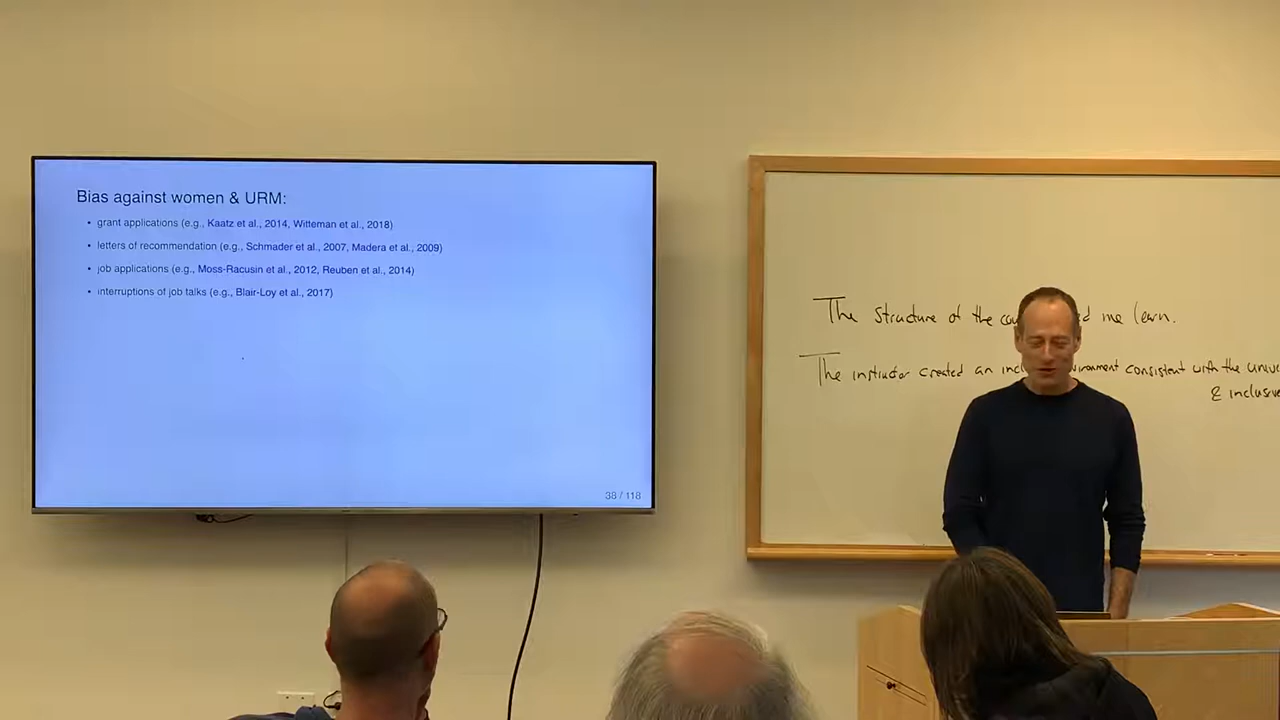 Bias against women & URM:
• grant applications (e.g., Kaatz et al., 2014, Witteman et al., 2018)
• letters of recommendation (e.g., Schmader et al., 2007, Madera et al., 2009)
• job applications (e.g., Moss-Racusin et al., 2012, Reuben et al., 2014)
• interruptions of job talks (e.g., Blair-Loy et al., 2017)
38 / 118
The structure of the me learn.
The instructor created an consistent with the
&